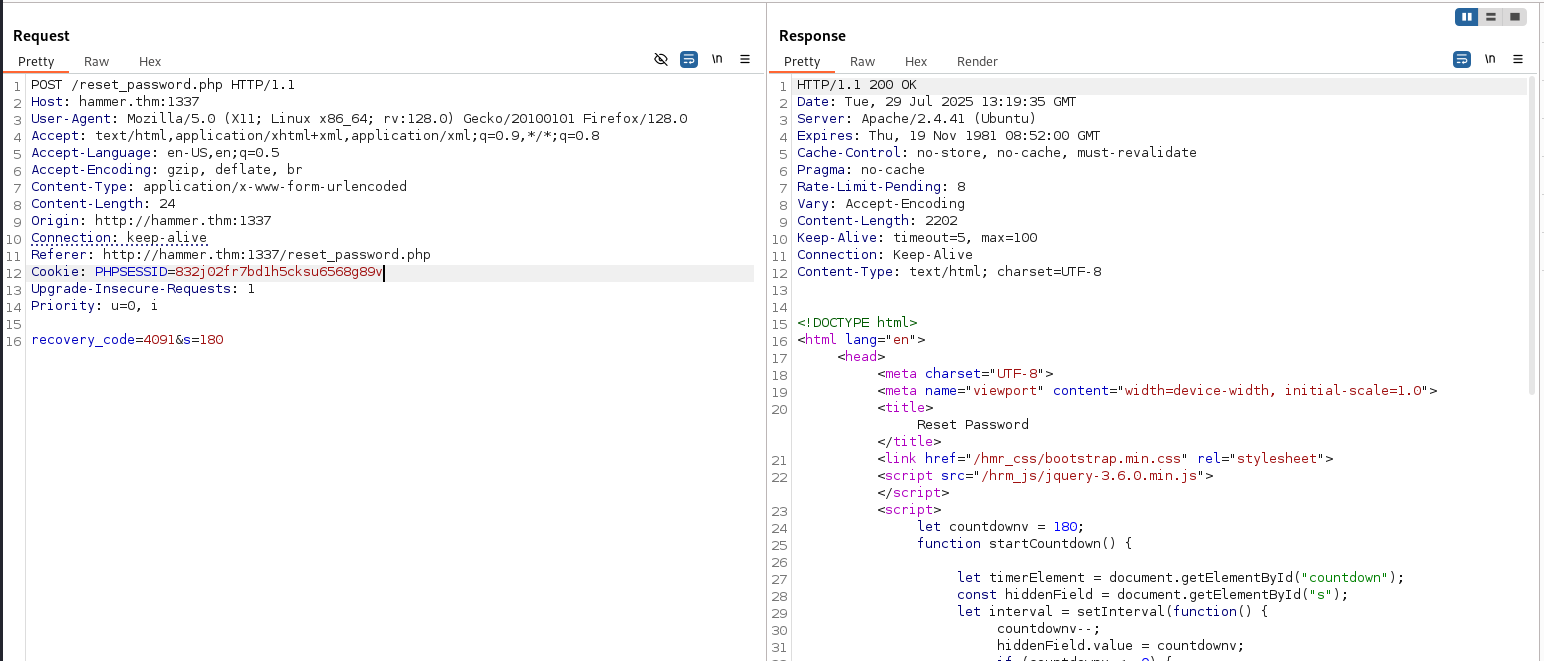 Request
Pretty Raw Hex \n
1 POST /reset_password.php HTTP/1.1
2 Host: hammer.thm:1337
3 User-Agent: Mozilla/5.0 (X11; Linux x86_64; rv:128.0) Gecko/20100101 Firefox/128.0
4 Accept: text/html,application/xhtml+xml,application/xml;q=0.9,*/*;q=0.8
5 Accept-Language: en-US,en;q=0.5
6 Accept-Encoding: gzip, deflate, br
7 Content-Type: application/x-www-form-urlencoded
8 Content-Length: 24
9 Origin: http://hammer.thm:1337
10 Connection: keep-alive
11 Referer: http://hammer.thm:1337/reset_password.php
12 Cookie: PHPSESSID=832j02fr7bd1h5cksu6568g89v
13 Upgrade-Insecure-Requests: 1
14 Priority: u=0, i
15
16 recovery_code=4091&s=180
Response
Pretty Raw Hex Render \n
1 HTTP/1.1 200 OK
2 Date: Tue, 29 Jul 2025 13:19:35 GMT
3 Server: Apache/2.4.41 (Ubuntu)
4 Expires: Thu, 19 Nov 1981 08:52:00 GMT
5 Cache-Control: no-store, no-cache, must-revalidate
6 Pragma: no-cache
7 Rate-Limit-Pending: 8
8 Vary: Accept-Encoding
9 Content-Length: 2202
10 Keep-Alive: timeout=5, max=100
11 Connection: Keep-Alive
12 Content-Type: text/html; charset=UTF-8
13
14
15 <!DOCTYPE html>
16 <html lang="en">
17 <head>
18 <meta charset="UTF-8">
19 <meta name="viewport" content="width=device-width, initial-scale=1.0">
20 <title>
Reset Password
</title>
21 <link href="/hmr_css/bootstrap.min.css" rel="stylesheet">
22 <script src="/hrm_js/jquery-3.6.0.min.js">
</script>
23 <script>
24 let countdownv = 180;
25 function startCountdown() {
26
27 let timerElement = document.getElementById("countdown");
28 const hiddenField = document.getElementById("s");
29 let interval = setInterval(function() {
30 countdownv--;
31 hiddenField.value = countdownv;